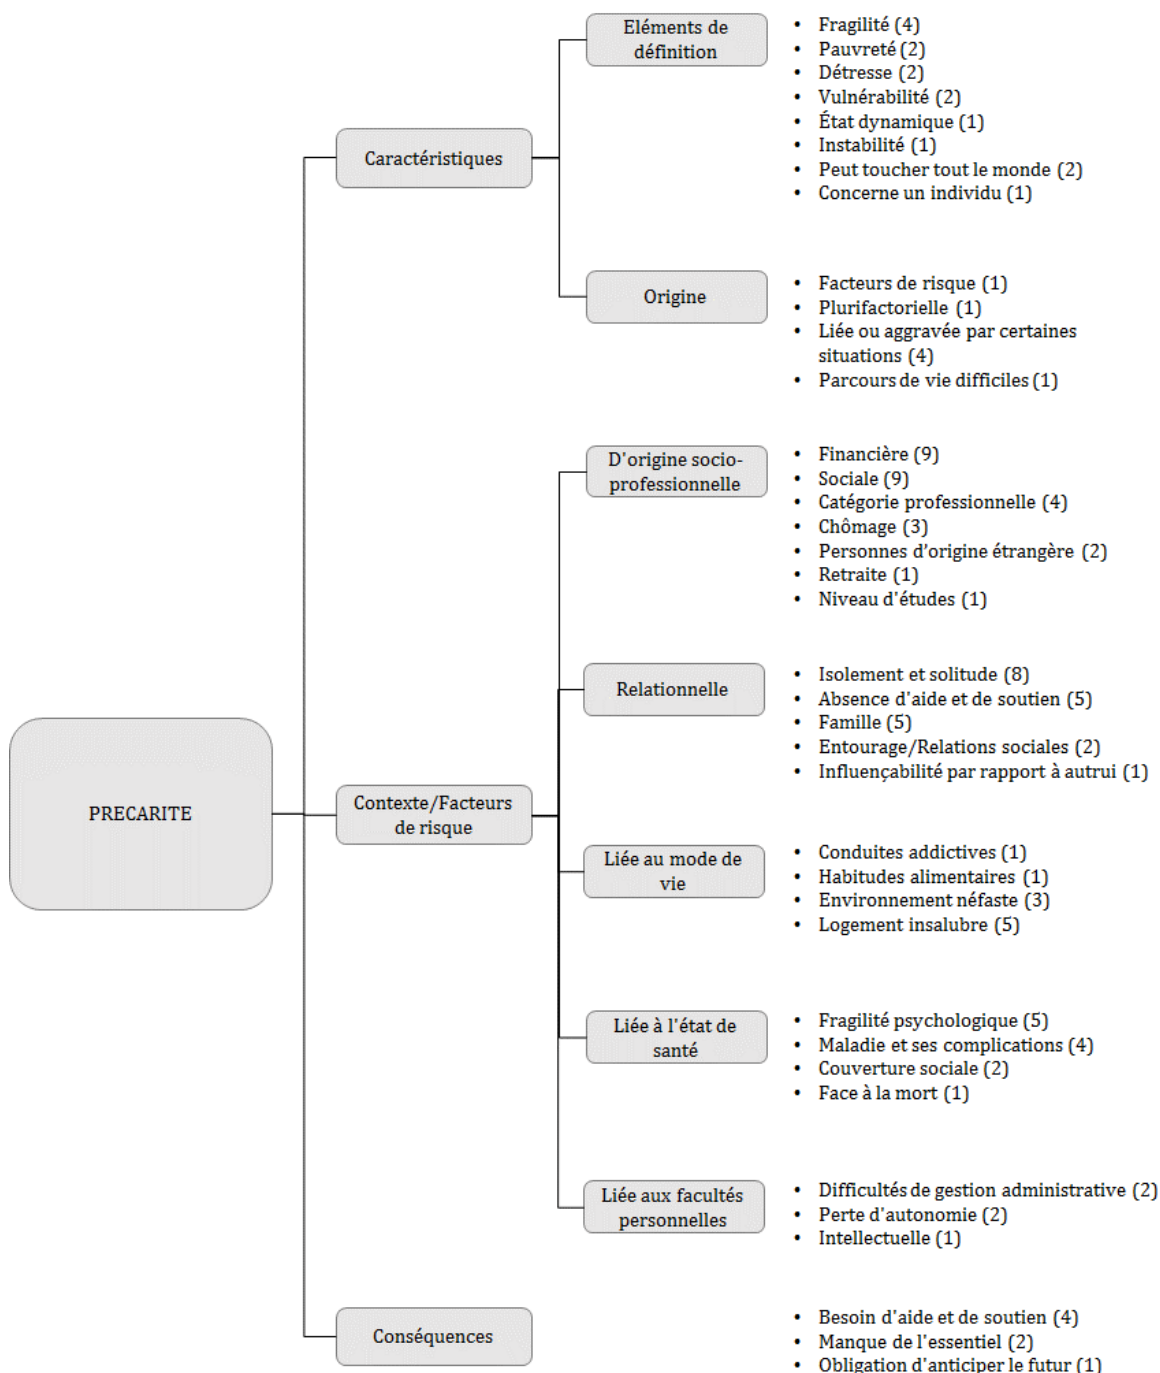 Eléments de
définition
• Fragilité (4)
• Pauvreté (2)
• Détresse (2)
• Vulnérabilité (2)
• État dynamique (1)
• Instabilité (1)
• Peut toucher tout le monde (2)
• Concerne un individu (1)
Caractéristiques
Origine
• Facteurs de risque (1)
• Plurifactorielle (1)
• Liée ou aggravée par certaines
situations (4)
• Parcours de vie difficiles (1)
D'origine socio-
professionnelle
• Financière (9)
• Sociale (9)
• Catégorie professionnelle (4)
• Chômage (3)
• Personnes d'origine étrangère (2)
• Retraite (1)
• Niveau d'études (1)
Relationnelle
• Isolement et solitude (8)
• Absence d'aide et de soutien (5)
• Famille (5)
• Entourage/Relations sociales (2)
• Influençabilité par rapport à autrui (1)
PRECARITE
Contexte/Facteurs
de risque
Liée au mode de
vie
• Conduites addictives (1)
• Habitudes alimentaires (1)
• Environnement néfaste (3)
• Logement insalubre (5)
Liée à l'état de
santé
• Fragilité psychologique (5)
• Maladie et ses complications (4)
• Couverture sociale (2)
• Face à la mort (1)
Liée aux facultés
personnelles
• Difficultés de gestion administrative (2)
• Perte d'autonomie (2)
• Intellectuelle (1)
Conséquences
• Besoin d'aide et de soutien (4)
• Manque de l'essentiel (2)
• Obligation d'anticiper le futur (1)